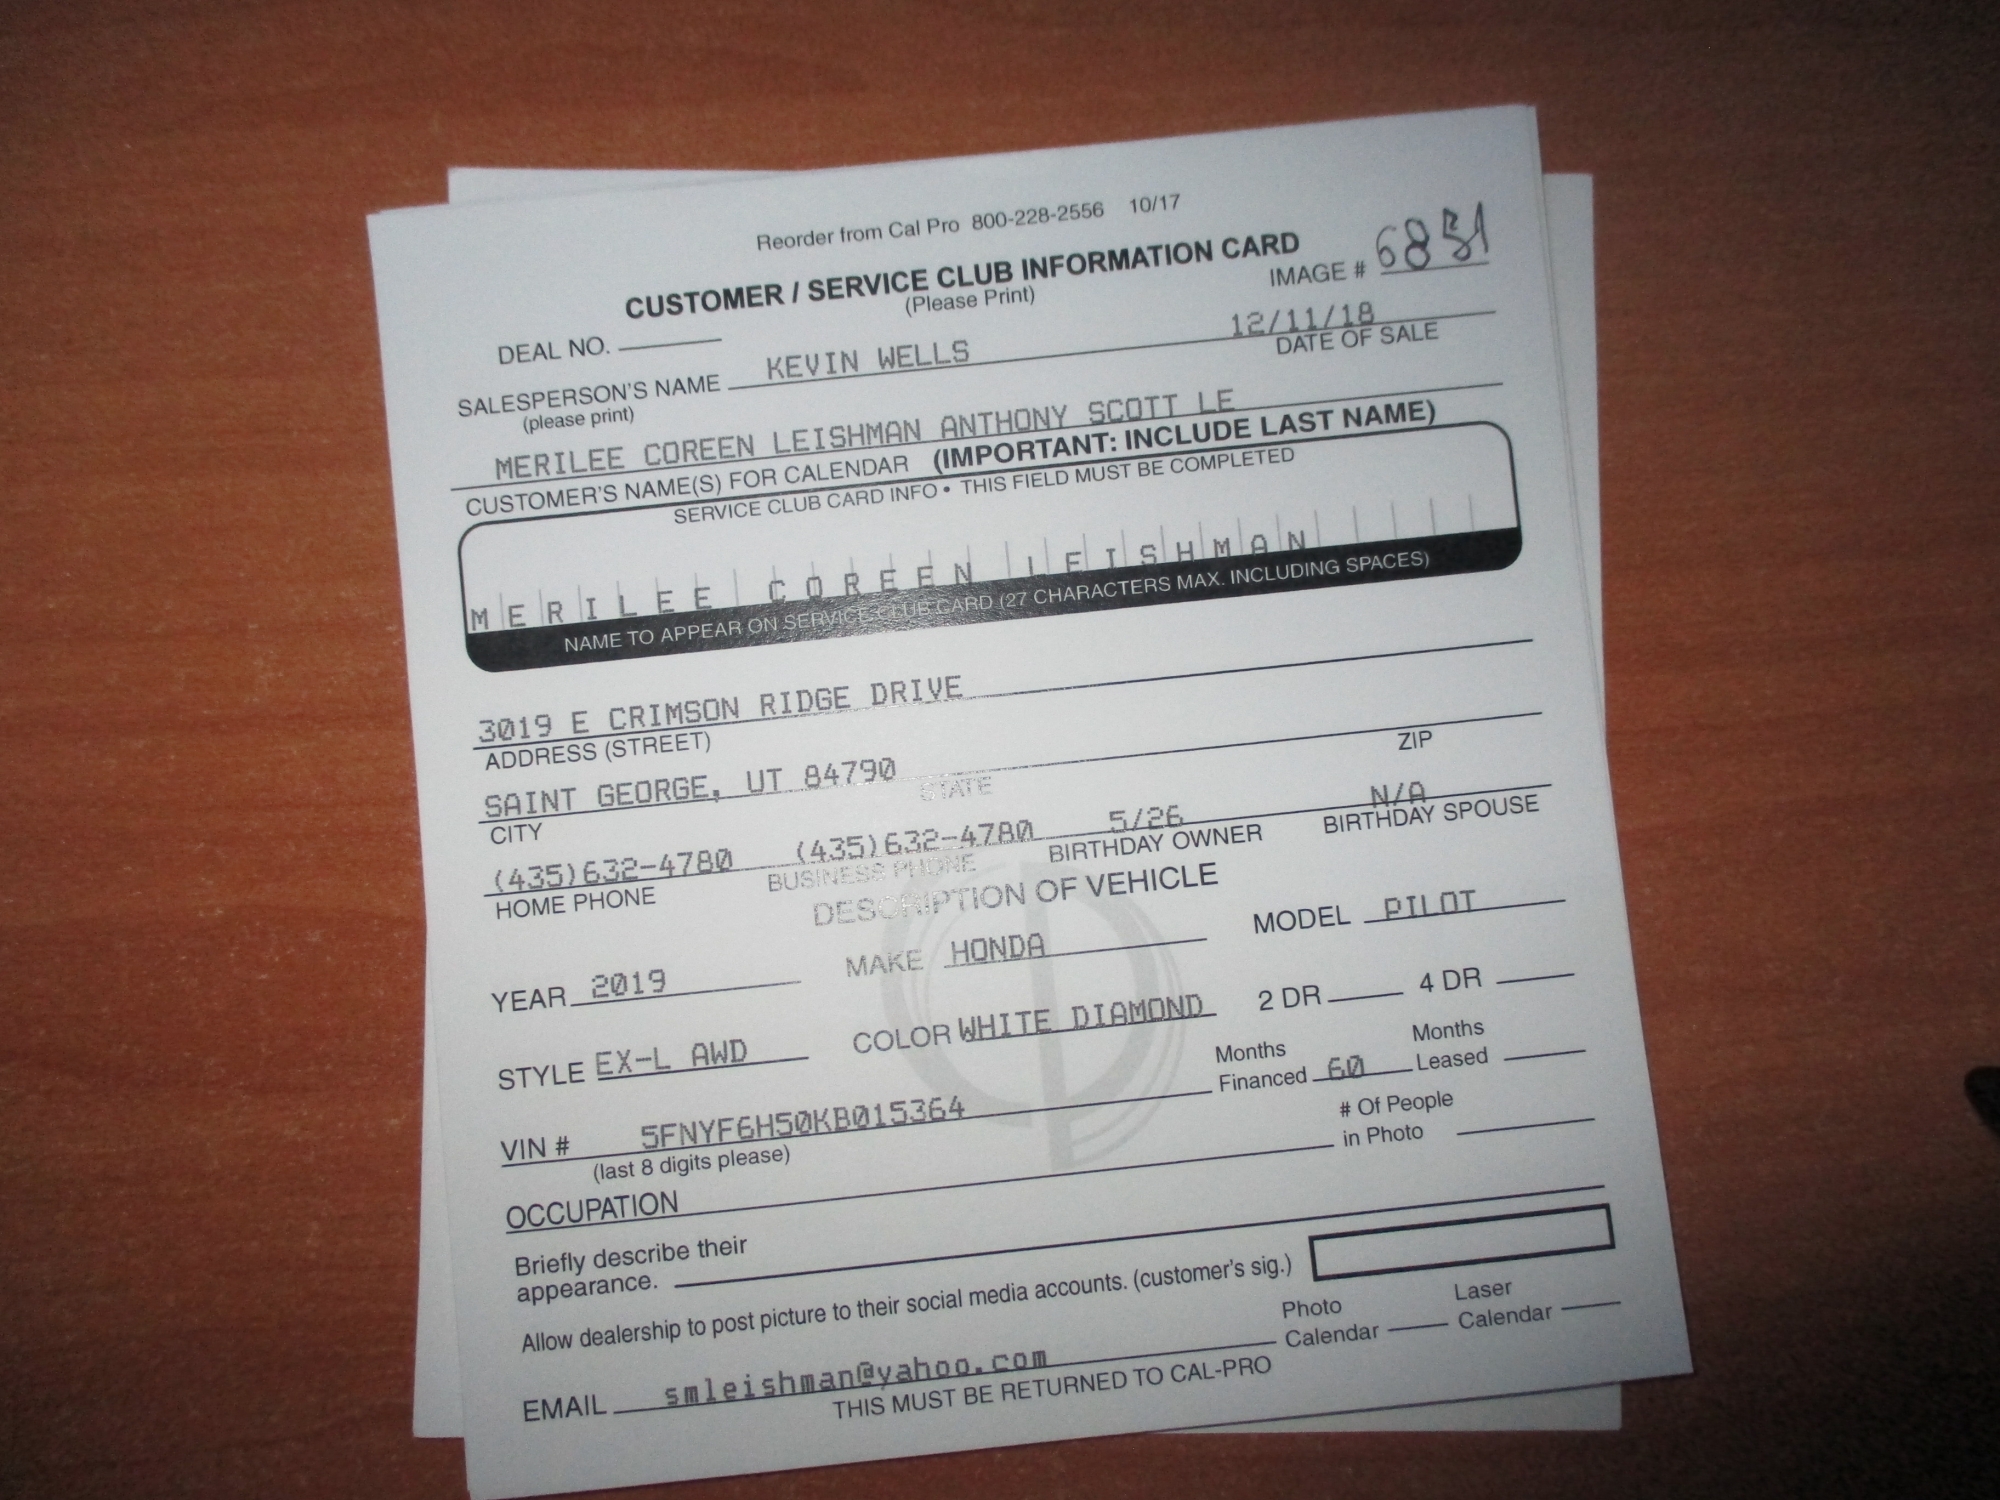 Reorder from Cal Pro 800-228-2556 10/17
CUSTOMER / SERVICE CLUB INFORMATION CARD
(Please Print)
IMAGE # 6851
DEAL NO.
12/11/18
DATE OF SALE
SALESPERSON'S NAME KEVIN WELLS
(please print)
MERILEE COREEN LEISHMAN ANTHONY SCOTT LE
CUSTOMER'S NAME(S) FOR CALENDAR (IMPORTANT: INCLUDE LAST NAME)
SERVICE CLUB CARD INFO • THIS FIELD MUST BE COMPLETED
MERILEE COREEN LEISHMAN
NAME TO APPEAR ON SERVICE CLUB CARD (27 CHARACTERS MAX. INCLUDING SPACES)
3019 E CRIMSON RIDGE DRIVE
ADDRESS (STREET)
SAINT GEORGE, UT 84790
CITY STATE ZIP
(435)632-4780 (435)632-4780 5/26 N/A
HOME PHONE BUSINESS PHONE BIRTHDAY OWNER BIRTHDAY SPOUSE
DESCRIPTION OF VEHICLE
YEAR 2019 MAKE HONDA MODEL PILOT
STYLE EX-L AWD COLOR WHITE DIAMOND 2 DR 4 DR
Months Months
VIN # 5FNYF6H50KB015364 Financed 60 Leased
(last 8 digits please)
# Of People
OCCUPATION in Photo
Briefly describe their
appearance.
Allow dealership to post picture to their social media accounts. (customer's sig.)
Photo Laser
EMAIL smleishman@yahoo.com Calendar Calendar
THIS MUST BE RETURNED TO CAL-PRO